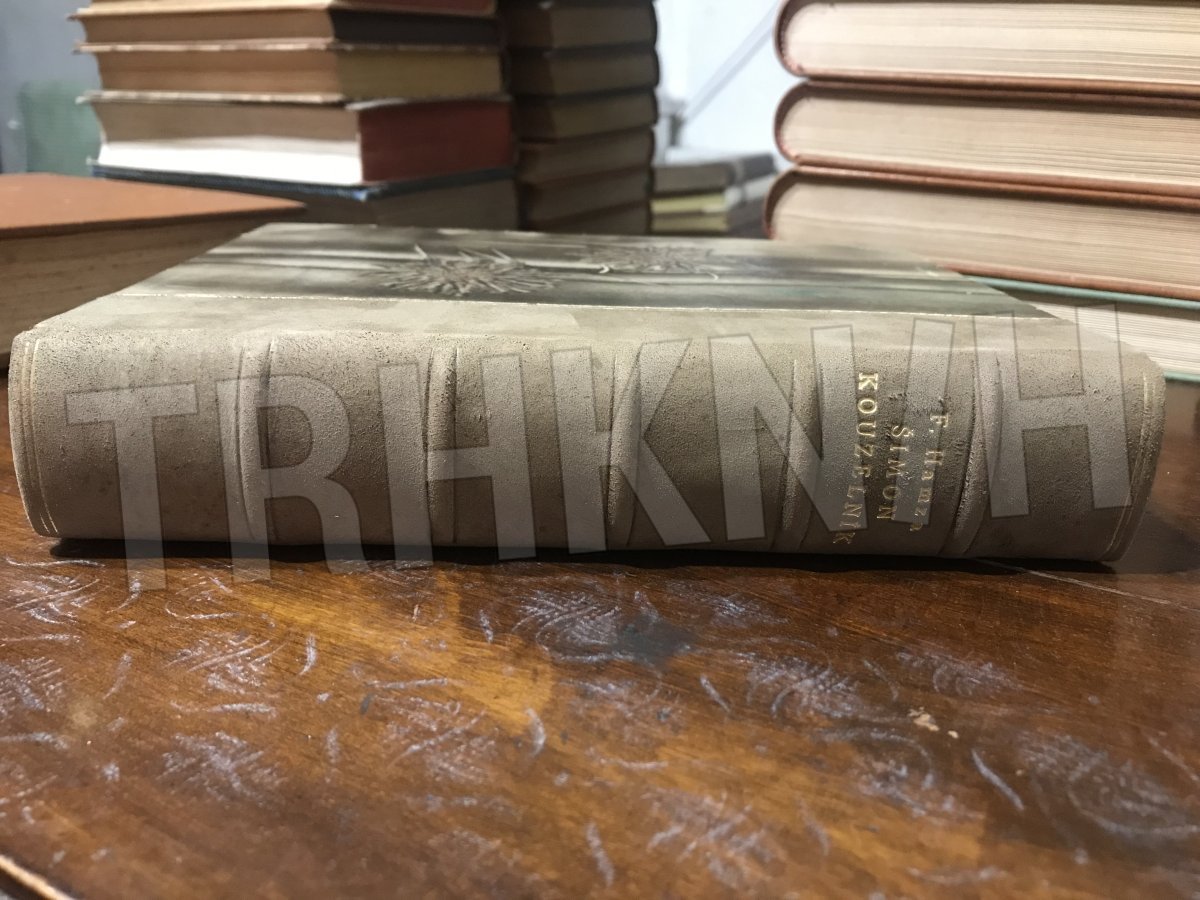 F. Hamza
ŠIMON
KOUZELNÍK
TRHKNIH